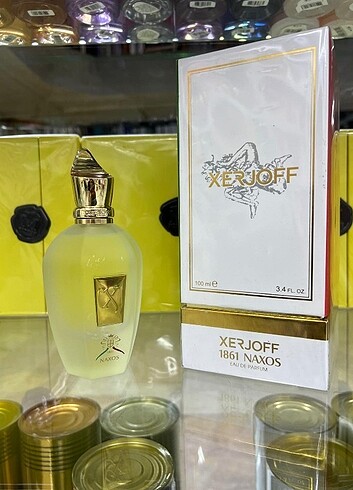 XERJOFF
100 ml e
3.4 FL. OZ
XERJOFF
1861 NAXOS
EAU DE PARFUM
NAXOS